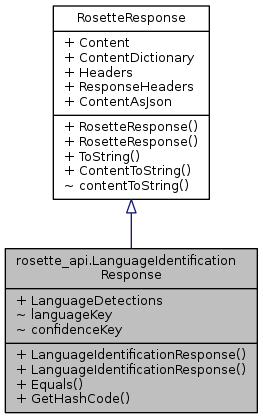 RosetteResponse
+ Content
+ ContentDictionary
+ Headers
+ ResponseHeaders
+ ContentAsJson
+ RosetteResponse()
+ RosetteResponse()
+ ToString()
+ ContentToString()
~ contentToString()
rosette_api.LanguageIdentification
Response
+ LanguageDetections
~ languageKey
~ confidenceKey
+ LanguageIdentificationResponse()
+ LanguageIdentificationResponse()
+ Equals()
+ GetHashCode()